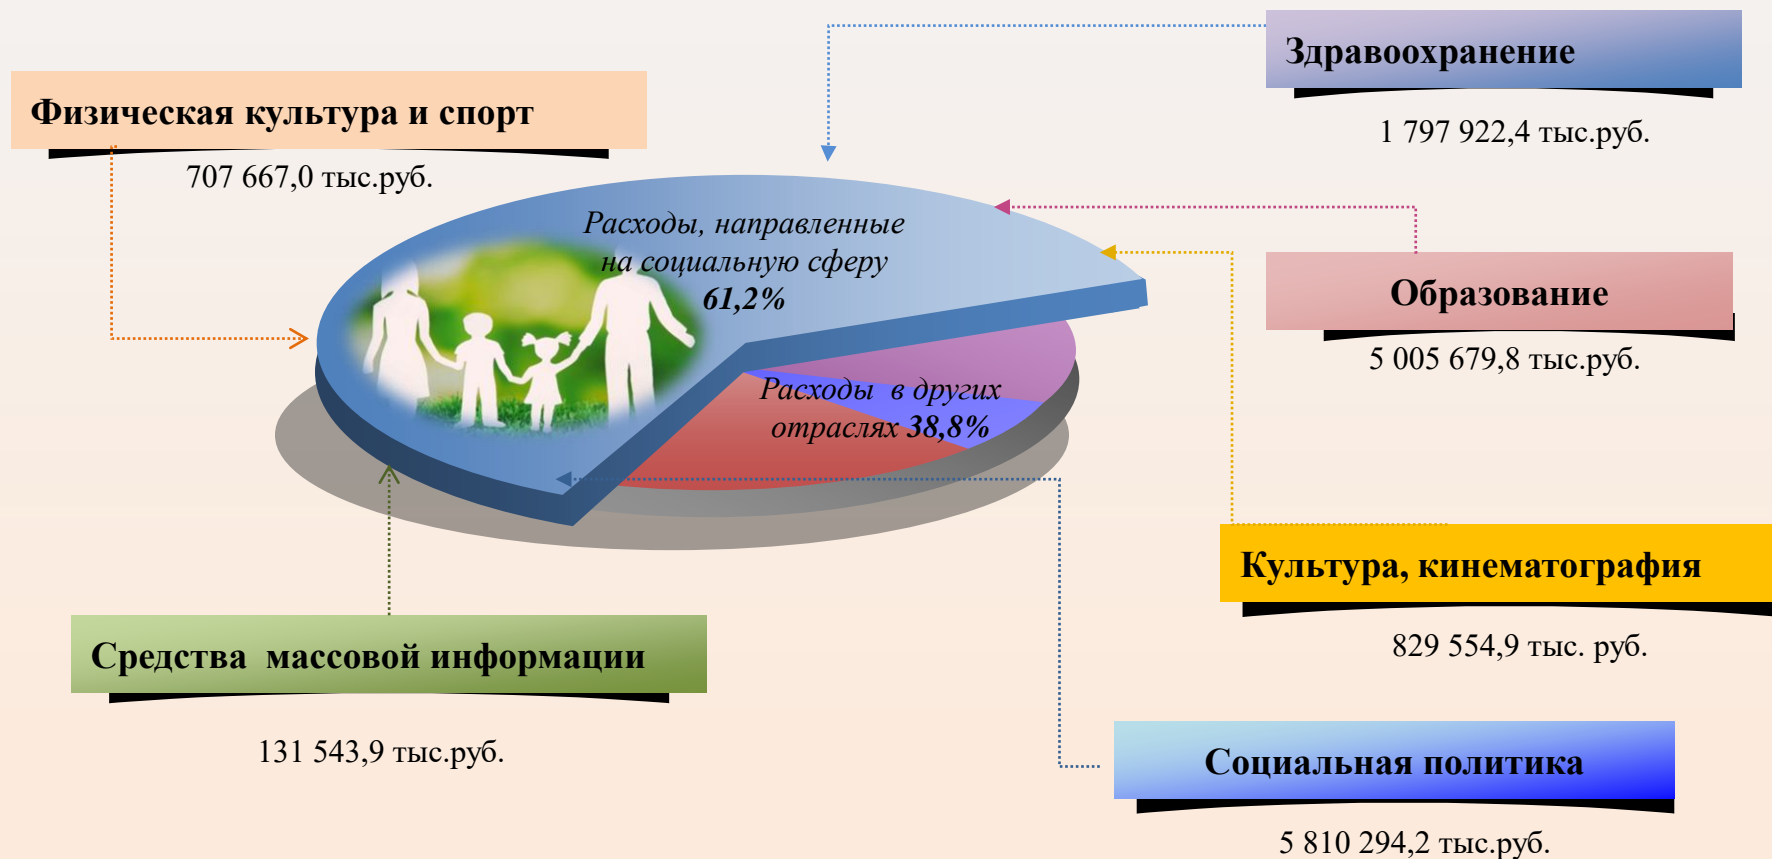 Здравоохранение
1 797 922,4 тыс.руб.
Физическая культура и спорт
707 667,0 тыс.руб.
Расходы, направленные
на социальную сферу
61,2%
Образование
5 005 679,8 тыс.руб.
Расходы в других
отраслях 38,8%
Культура, кинематография
829 554,9 тыс. руб.
Средства массовой информации
131 543,9 тыс.руб.
Социальная политика
5 810 294,2 тыс.руб.